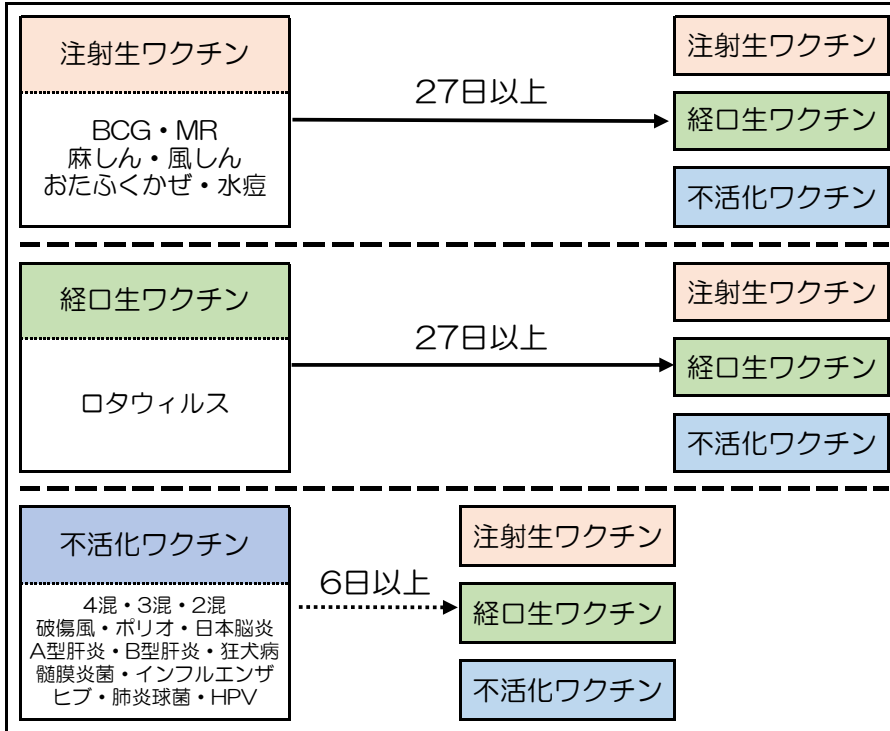 注射生ワクチン
BCG・MR
麻しん・風しん
おたふくかぜ・水痘
27日以上
注射生ワクチン
経口生ワクチン
不活化ワクチン
経口生ワクチン
ロタウィルス
27日以上
注射生ワクチン
経口生ワクチン
不活化ワクチン
不活化ワクチン
4混・3混・2混
破傷風・ポリオ・日本脳炎
A型肝炎・B型肝炎・狂犬病
髄膜炎菌・インフルエンザ
ヒブ・肺炎球菌・HPV
6日以上
注射生ワクチン
経口生ワクチン
不活化ワクチン